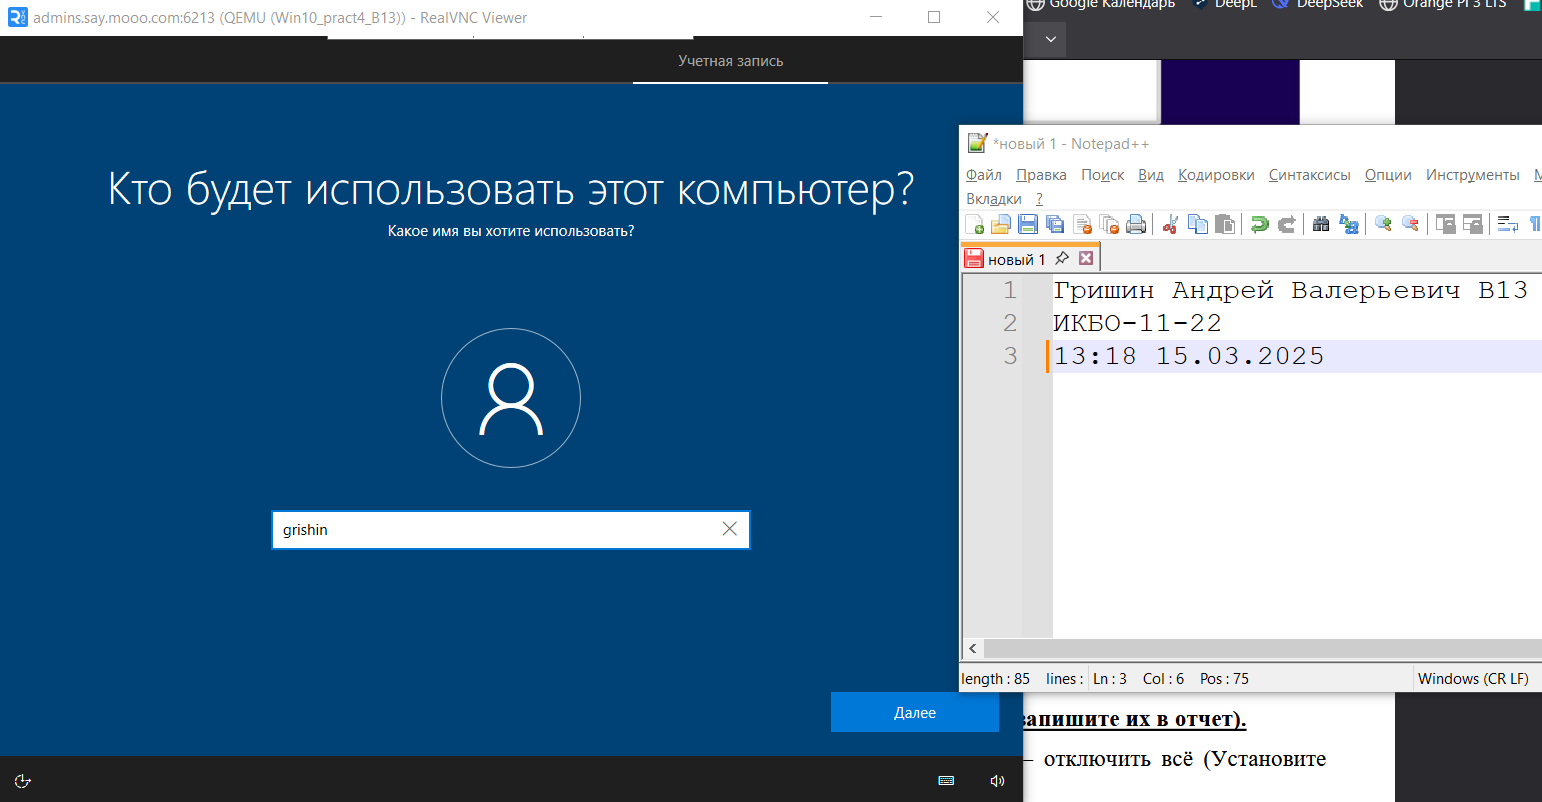 admins.say.mooo.com:6213 (QEMU (Win10_pract4_B13)) - RealVNC Viewer
Google Календарь
DeepL
DeepSeek
Orange Pi 3 LTS
Учетная запись
Кто будет использовать этот компьютер?
Какое имя вы хотите использовать?
grishin
Далее
*новый 1 - Notepad++
Файл Правка Поиск Вид Кодировки Синтаксисы Опции Инструменты
Вкладки ?
новый 1
1 Гришин Андрей Валерьевич В13
2 ИКБО-11-22
3 13:18 15.03.2025
length : 85 lines : Ln : 3 Col : 6 Pos : 75 Windows (CR LF)
запишите их в отчет).
– отключить всё (Установите